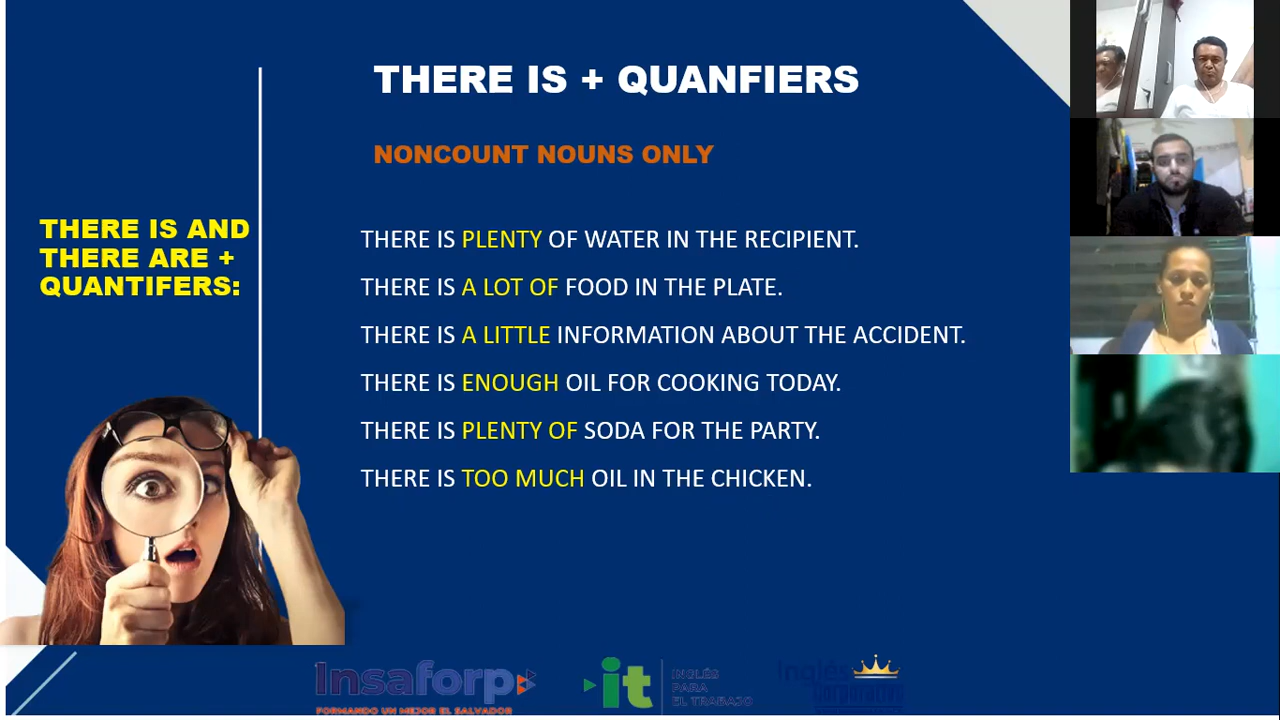 THERE IS + QUANFIERS
NONCOUNT NOUNS ONLY
THERE IS AND
THERE ARE +
QUANTIFERS:
THERE IS PLENTY OF WATER IN THE RECIPIENT.
THERE IS A LOT OF FOOD IN THE PLATE.
THERE IS A LITTLE INFORMATION ABOUT THE ACCIDENT.
THERE IS ENOUGH OIL FOR COOKING TODAY.
THERE IS PLENTY OF SODA FOR THE PARTY.
THERE IS TOO MUCH OIL IN THE CHICKEN.
Insaforp
FORMANDO UN MEJOR EL SALVADOR
it
INGLÉS
PARA
EL TRABAJO
Inglés
Corporativo